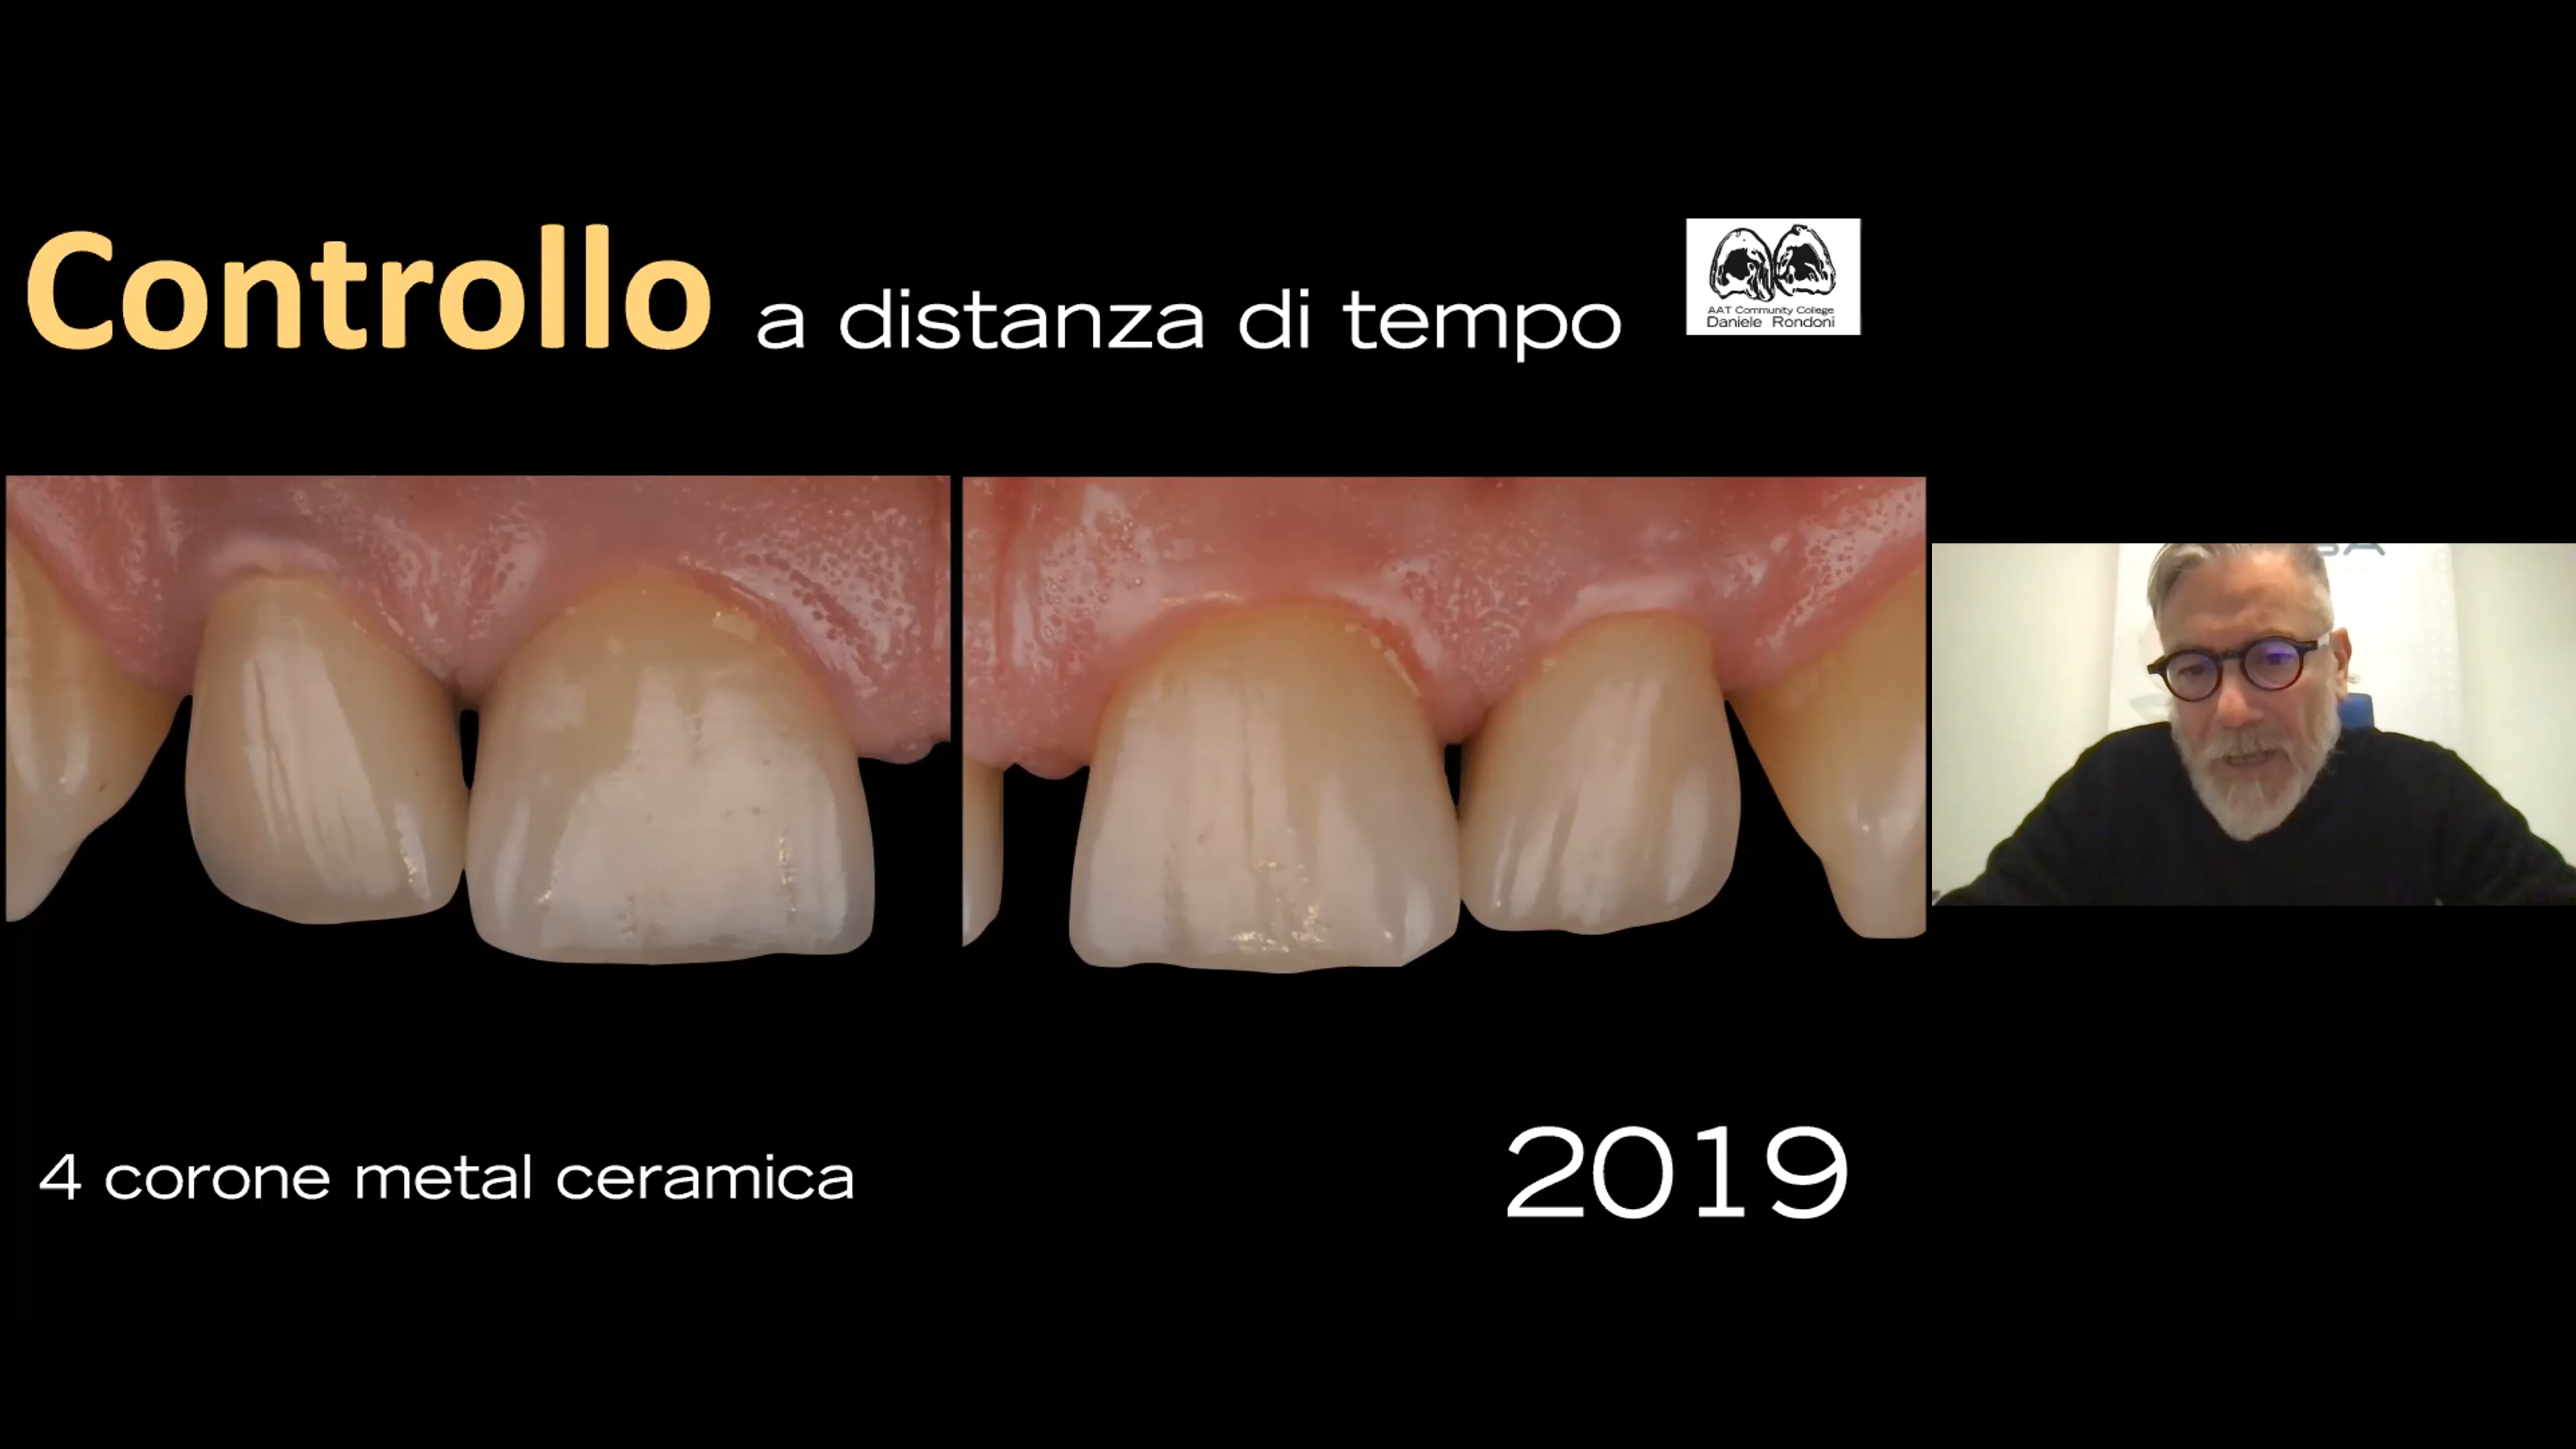 Controllo a distanza di tempo
AAT Community College
Daniele Rondoni
4 corone metal ceramica
2019